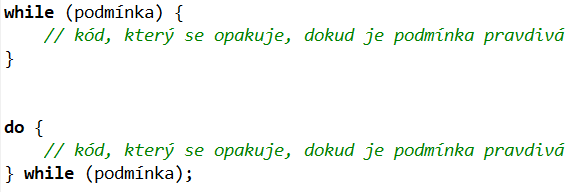 while (podmínka) {
    // kód, který se opakuje, dokud je podmínka pravdivá
}
do {
    // kód, který se opakuje, dokud je podmínka pravdivá
} while (podmínka);